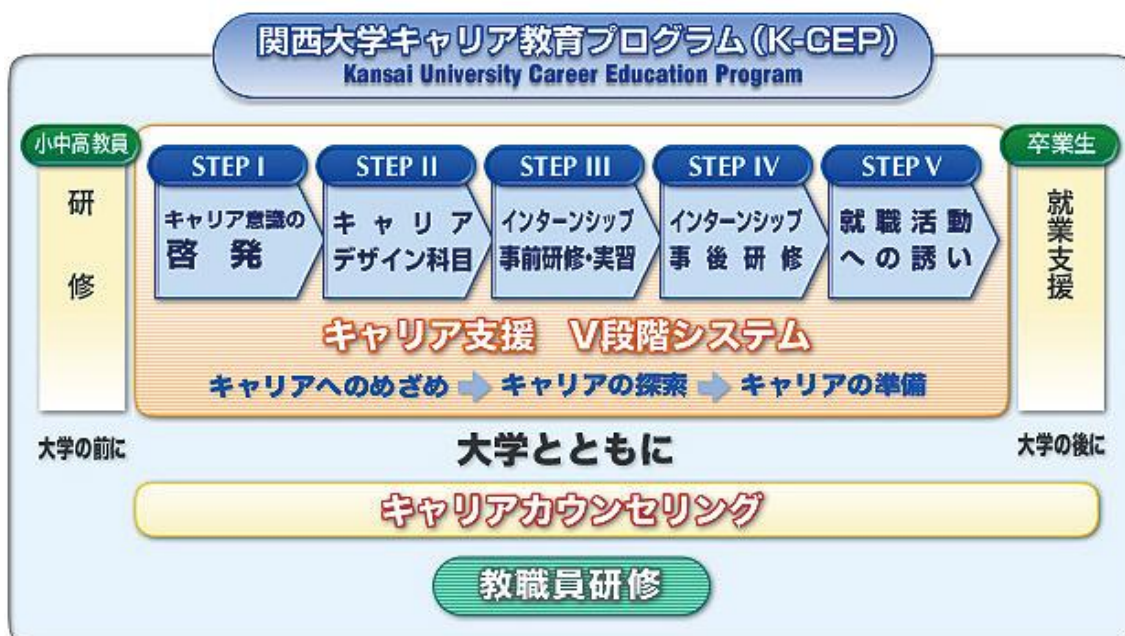 関西大学キャリア教育プログラム(K-CEP)
Kansai University Career Education Program
小中高教員
研修
大学の前に
STEP I
キャリア意識の
啓発
STEP II
キャリア
デザイン科目
STEP III
インターンシップ
事前研修・実習
STEP IV
インターンシップ
事後研修
STEP V
就職活動
への誘い
キャリア支援 V段階システム
キャリアへのめざめ
キャリアの探索
キャリアの準備
卒業生
就業支援
大学の後に
大学とともに
キャリアカウンセリング
教職員研修